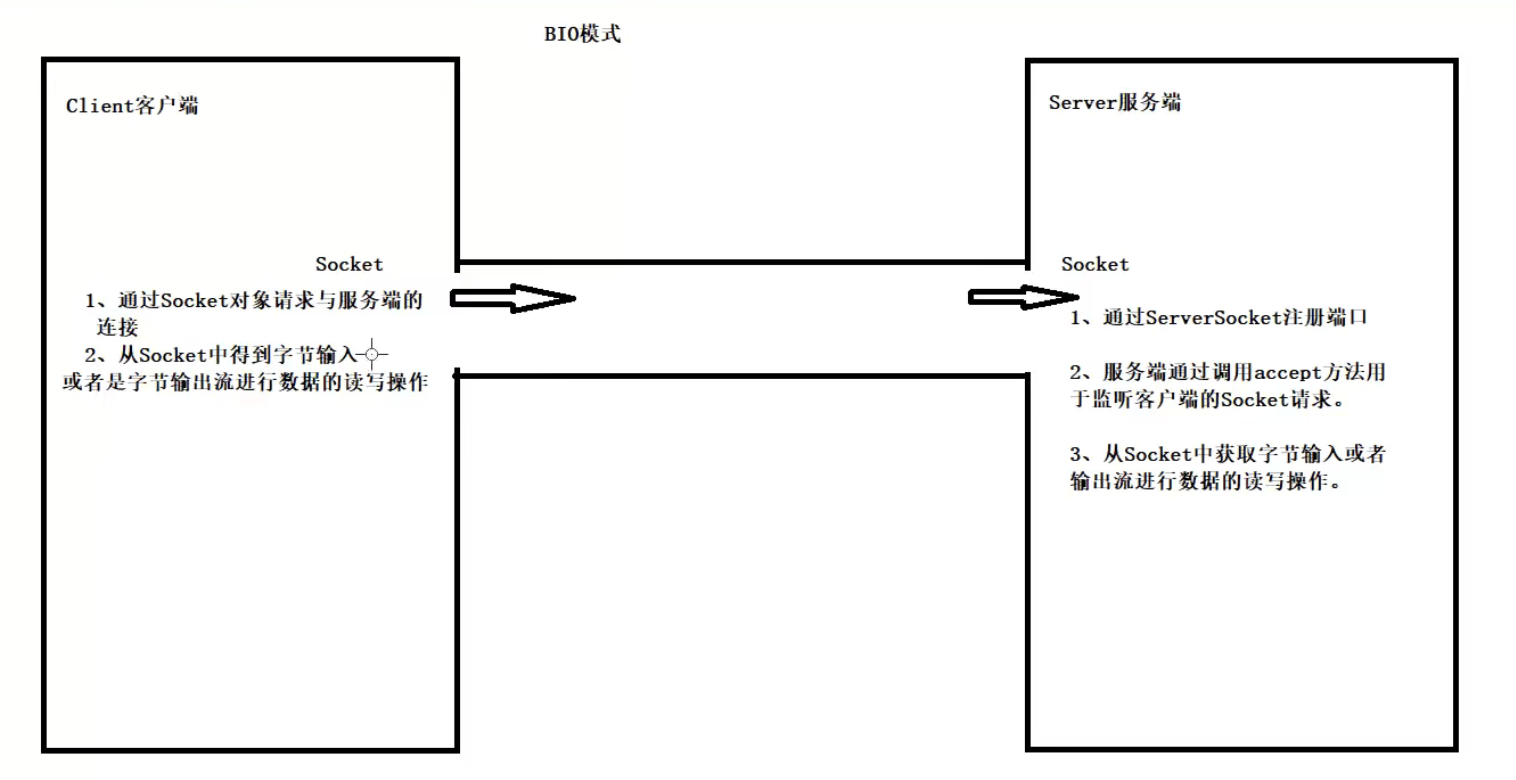 BIO模式
Client客户端
Socket
1、通过Socket对象请求与服务端的
连接
2、从Socket中得到字节输入
或者是字节输出流进行数据的读写操作
Server服务端
Socket
1、通过ServerSocket注册端口
2、服务端通过调用accept方法用
于监听客户端的Socket请求。
3、从Socket中获取字节输入或者
输出流进行数据的读写操作。